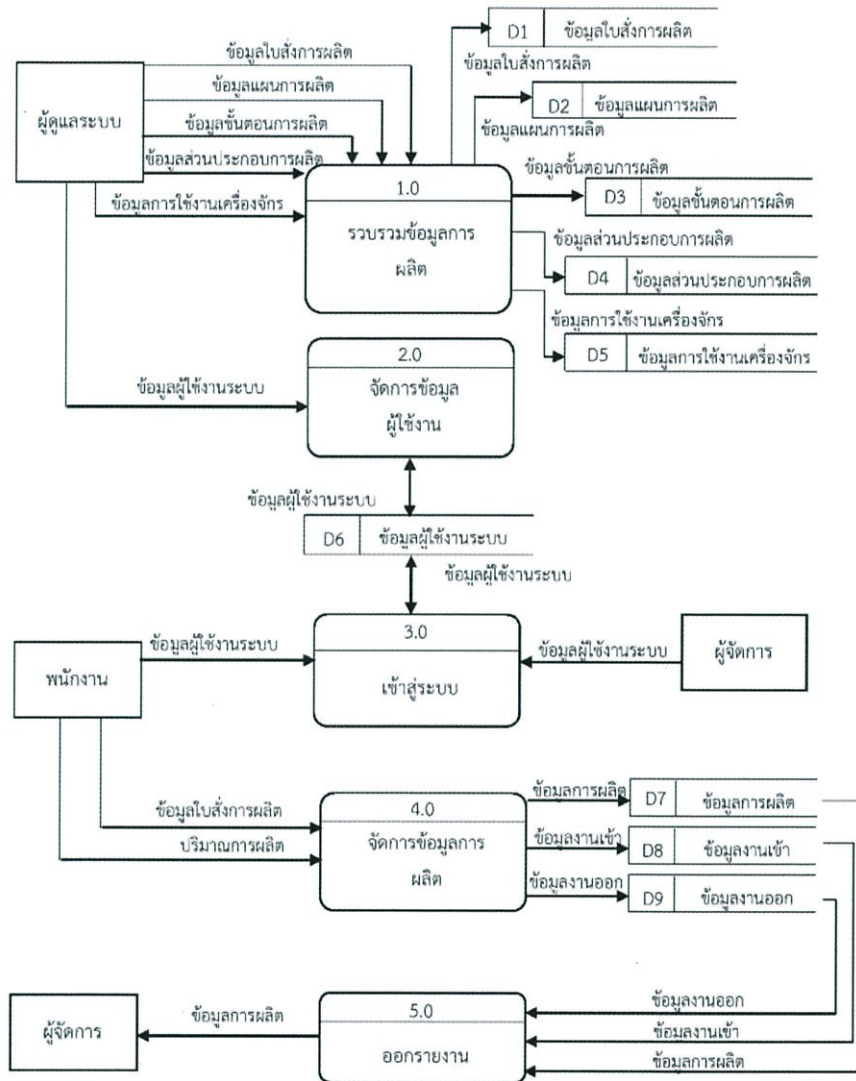 D1 ข้อมูลใบสั่งการผลิต
ข้อมูลใบสั่งการผลิต
ข้อมูลใบสั่งการผลิต
ผู้ดูแลระบบ
ข้อมูลแผนการผลิต
D2 ข้อมูลแผนการผลิต
ข้อมูลขั้นตอนการผลิต
ข้อมูลแผนการผลิต
ข้อมูลส่วนประกอบการผลิต
ข้อมูลขั้นตอนการผลิต
1.0
D3 ข้อมูลขั้นตอนการผลิต
ข้อมูลการใช้งานเครื่องจักร
รวบรวมข้อมูลการ
ผลิต
ข้อมูลส่วนประกอบการผลิต
D4 ข้อมูลส่วนประกอบการผลิต
ข้อมูลการใช้งานเครื่องจักร
D5 ข้อมูลการใช้งานเครื่องจักร
2.0
ข้อมูลผู้ใช้งานระบบ
จัดการข้อมูล
ผู้ใช้งาน
ข้อมูลผู้ใช้งานระบบ
D6 ข้อมูลผู้ใช้งานระบบ
ข้อมูลผู้ใช้งานระบบ
3.0
ข้อมูลผู้ใช้งานระบบ
ข้อมูลผู้ใช้งานระบบ
ผู้จัดการ
พนักงาน
เข้าสู่ระบบ
ข้อมูลการผลิต
D7 ข้อมูลการผลิต
ข้อมูลใบสั่งการผลิต
4.0
ปริมาณการผลิต
จัดการข้อมูลการ
ผลิต
ข้อมูลงานเข้า
D8 ข้อมูลงานเข้า
ข้อมูลงานออก
D9 ข้อมูลงานออก
ข้อมูลงานออก
5.0
ผู้จัดการ
ข้อมูลการผลิต
ออกรายงาน
ข้อมูลงานเข้า
ข้อมูลการผลิต